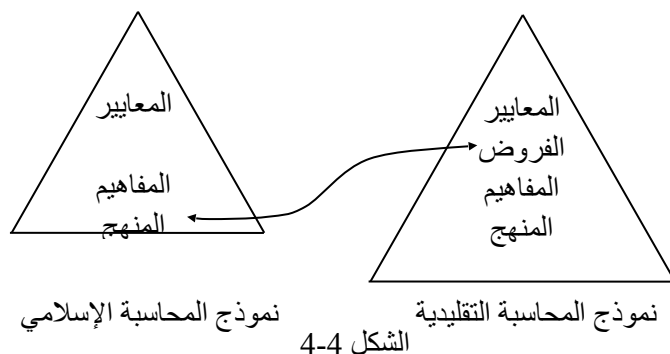 المعايير
الفروض
المفاهيم
المنهج
المعايير
المفاهيم
المنهج
نموذج المحاسبة التقليدية
نموذج المحاسبة الإسلامي
الشكل 4-4